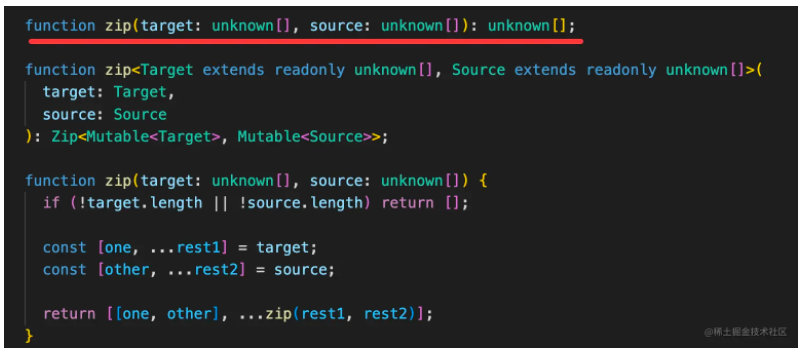 function zip(target: unknown[], source: unknown[]): unknown[];
function zip<Target extends readonly unknown[], Source extends readonly unknown[]>(
target: Target,
source: Source
): Zip<Mutable<Target>, Mutable<Source>>;
function zip(target: unknown[], source: unknown[]) {
if (!target.length || !source.length) return [];
const [one, ...rest1] = target;
const [other, ...rest2] = source;
return [[one, other], ...zip(rest1, rest2)];
}
@稀土掘金技术社区